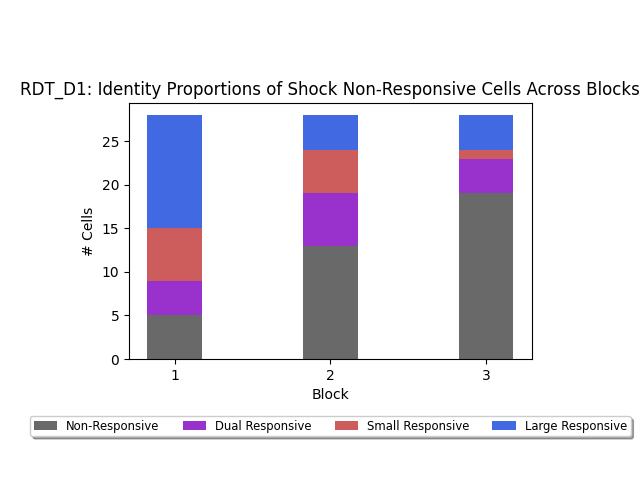 RDT_D1: Identity Proportions of Shock Non-Responsive Cells Across Blocks
# Cells
25
20
15
10
5
0
1 2 3
Block
Non-Responsive Dual Responsive Small Responsive Large Responsive